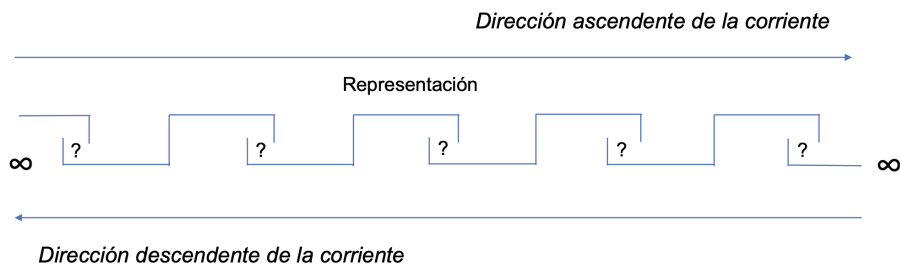 Dirección ascendente de la corriente
Representación
? ? ? ? ?
∞ ∞
Dirección descendente de la corriente